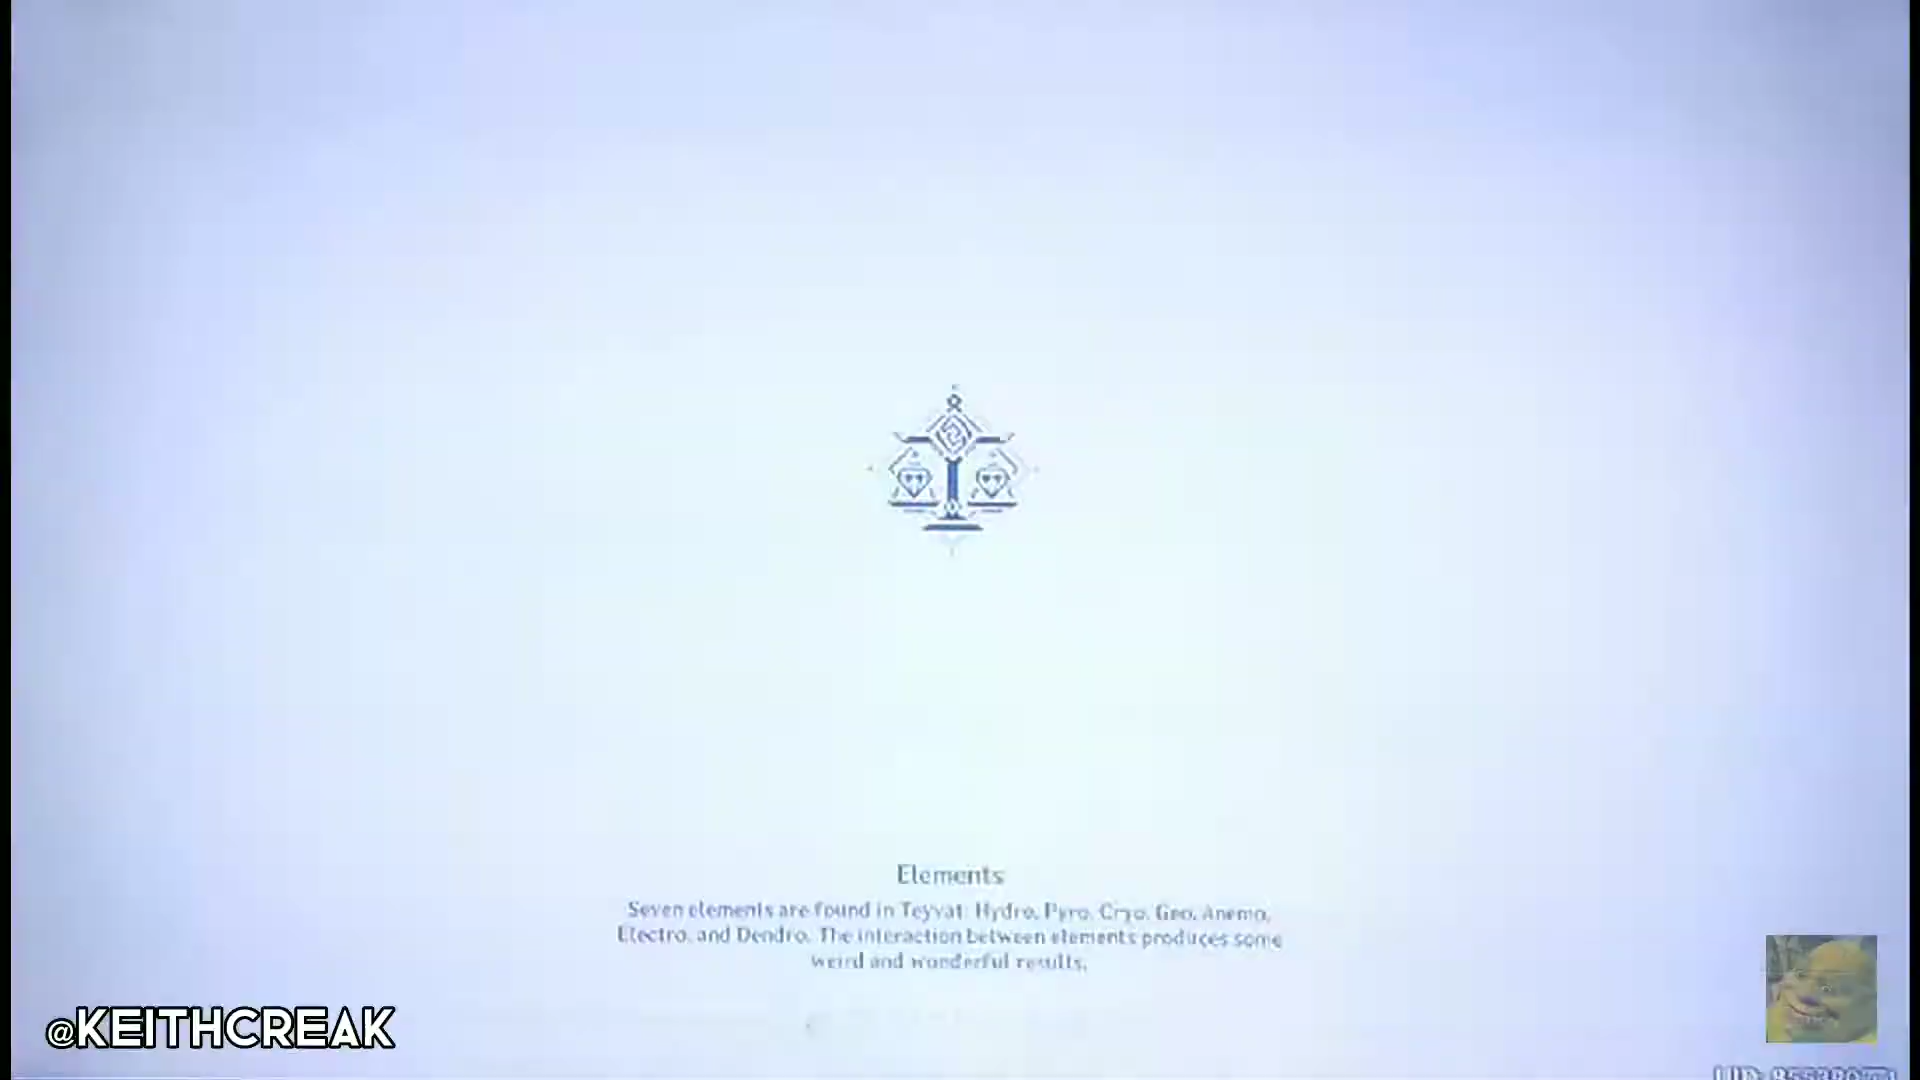 Elements
Seven elements are found in Teyvat: Hydro, Pyro, Cryo, Geo, Anemo,
Electro, and Dendro. The interaction between elements produces some
weird and wonderful results.
@KEITHCREAK
UID: